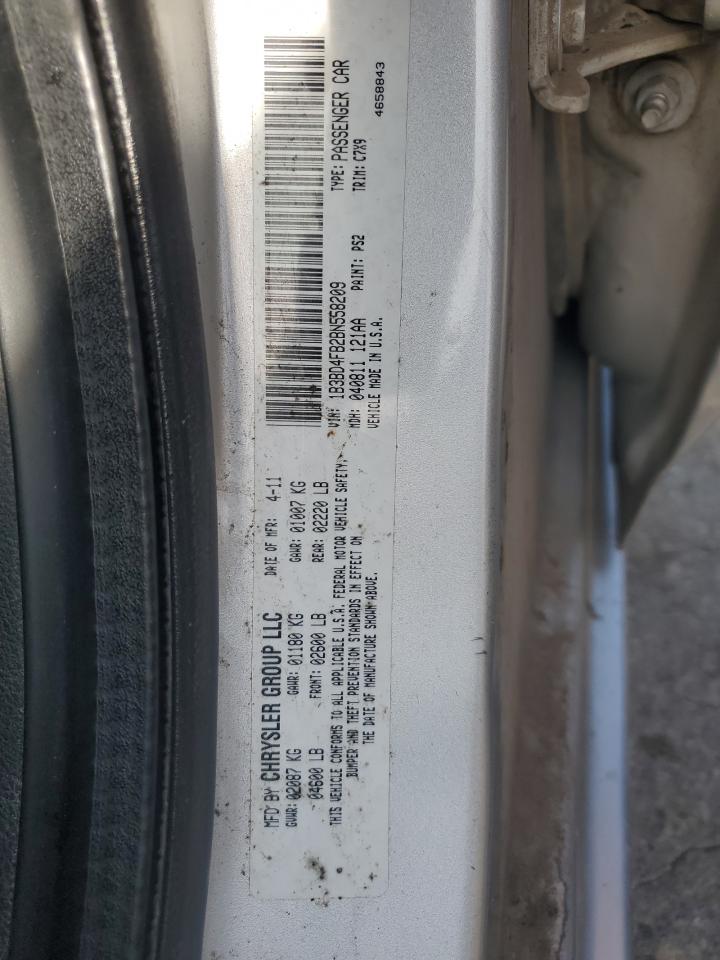 MFD BY CHRYSLER GROUP LLC DATE OF MFR: 4-11
GVWR: 02087 KG GAWR: 01180 KG GAWR: 01007 KG
04600 LB FRONT: 02600 LB REAR: 02220 LB
THIS VEHICLE CONFORMS TO ALL APPLICABLE U.S.A. FEDERAL MOTOR VEHICLE SAFETY,
BUMPER AND THEFT PREVENTION STANDARDS IN EFFECT ON
THE DATE OF MANUFACTURE SHOWN ABOVE.
VIN: 1B3BD4FB2BN558209 TYPE: PASSENGER CAR
MDH: 040811 121AA PAINT: PS2 TRIM: C7X9
VEHICLE MADE IN U.S.A. 4658843